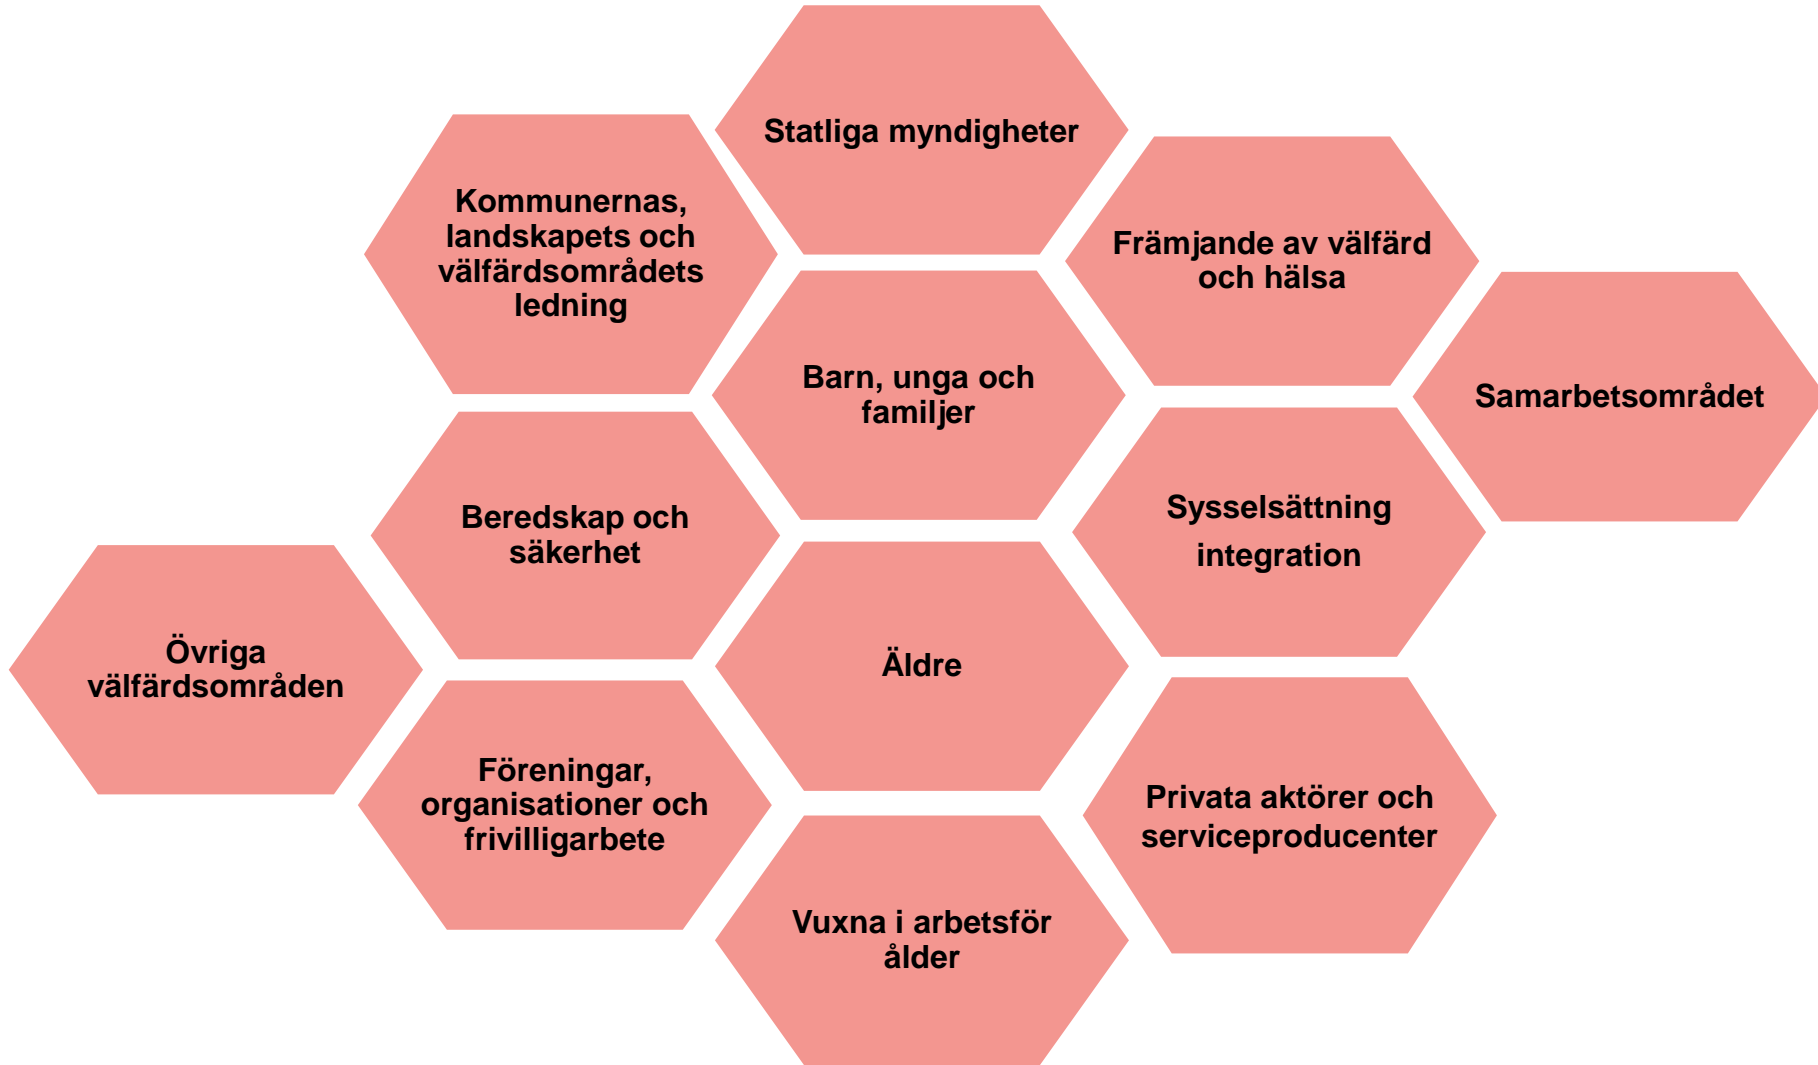 Statliga myndigheter
Kommunernas,
landskapets och
välfärdsområdets
ledning
Främjande av välfärd
och hälsa
Barn, unga och
familjer
Samarbetsområdet
Beredskap och
säkerhet
Sysselsättning
integration
Övriga
välfärdsområden
Äldre
Föreningar,
organisationer och
frivilligarbete
Privata aktörer och
serviceproducenter
Vuxna i arbetsför
ålder